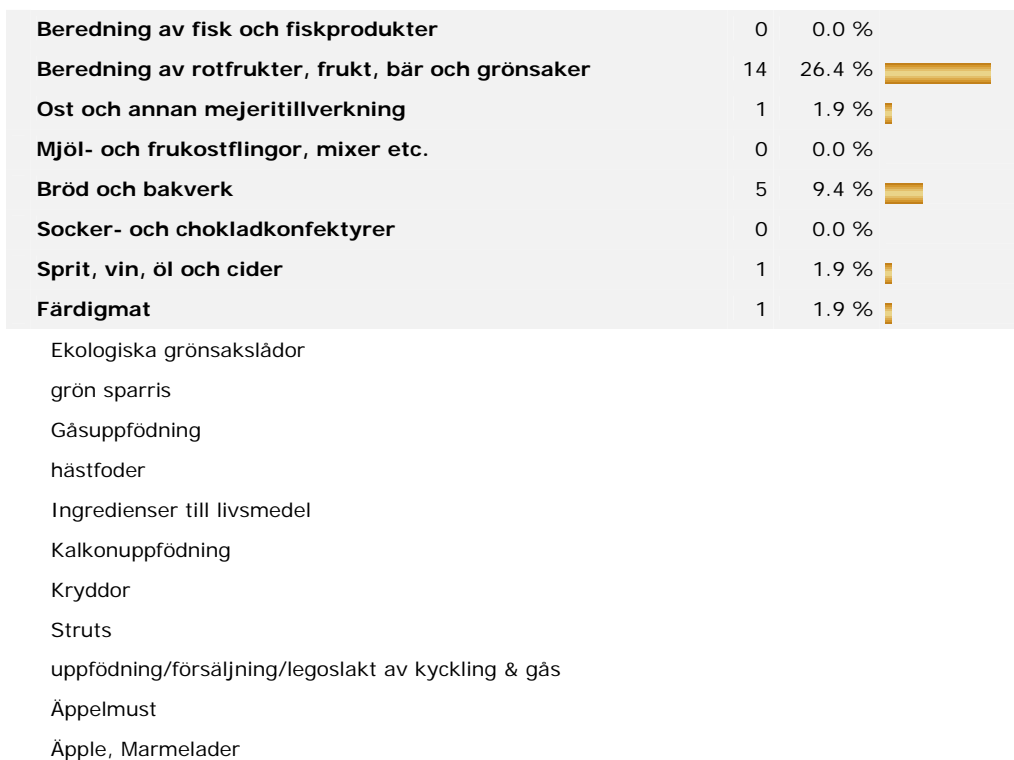 Beredning av fisk och fiskprodukter 0 0.0 %
Beredning av rotfrukter, frukt, bär och grönsaker 14 26.4 %
Ost och annan mejeritillverkning 1 1.9 %
Mjöl- och frukostflingor, mixer etc. 0 0.0 %
Bröd och bakverk 5 9.4 %
Socker- och chokladkonfektyrer 0 0.0 %
Sprit, vin, öl och cider 1 1.9 %
Färdigmat 1 1.9 %
Ekologiska grönsakslådor
grön sparris
Gåsuppfödning
hästfoder
Ingredienser till livsmedel
Kalkonuppfödning
Kryddor
Struts
uppfödning/försäljning/legoslakt av kyckling & gås
Äppelmust
Äpple, Marmelader